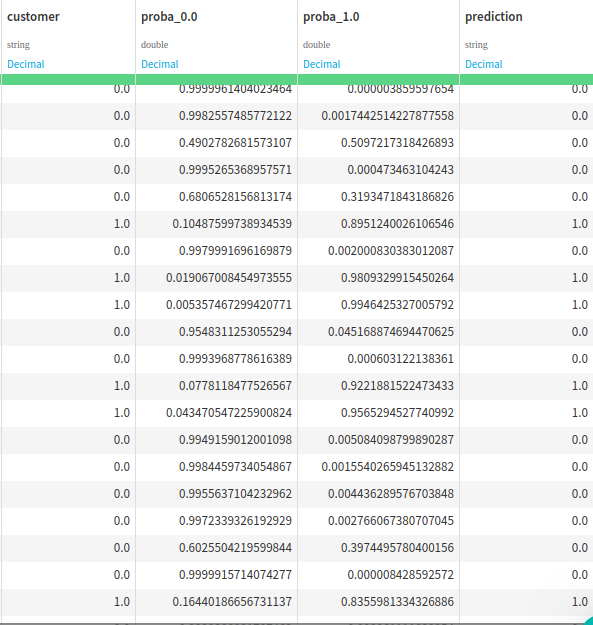 customer proba_0.0 proba_1.0 prediction
string double double string
Decimal Decimal Decimal Decimal
0.0 0.9999961404023464 0.000003859597654 0.0
0.0 0.9982557485772122 0.0017442514227877558 0.0
0.0 0.4902782681573107 0.5097217318426893 0.0
0.0 0.9995265368957571 0.000473463104243 0.0
0.0 0.6806528156813174 0.3193471843186826 0.0
1.0 0.10487599738934539 0.8951240026106546 1.0
0.0 0.9979991696169879 0.002000830383012087 0.0
1.0 0.019067008454973555 0.9809329915450264 1.0
1.0 0.005357467299420771 0.9946425327005792 1.0
0.0 0.9548311253055294 0.045168874694470625 0.0
0.0 0.9993968778616389 0.000603122138361 0.0
1.0 0.0778118477526567 0.9221881522473433 1.0
1.0 0.043470547225900824 0.9565294527740992 1.0
0.0 0.9949159012001098 0.005084098799890287 0.0
0.0 0.9984459734054867 0.0015540265945132882 0.0
0.0 0.9955637104232962 0.004436289576703848 0.0
0.0 0.9972339326192929 0.002766067380707045 0.0
0.0 0.6025504219599844 0.3974495780400156 0.0
0.0 0.9999915714074277 0.000008428592572 0.0
1.0 0.16440186656731137 0.8355981334326886 1.0